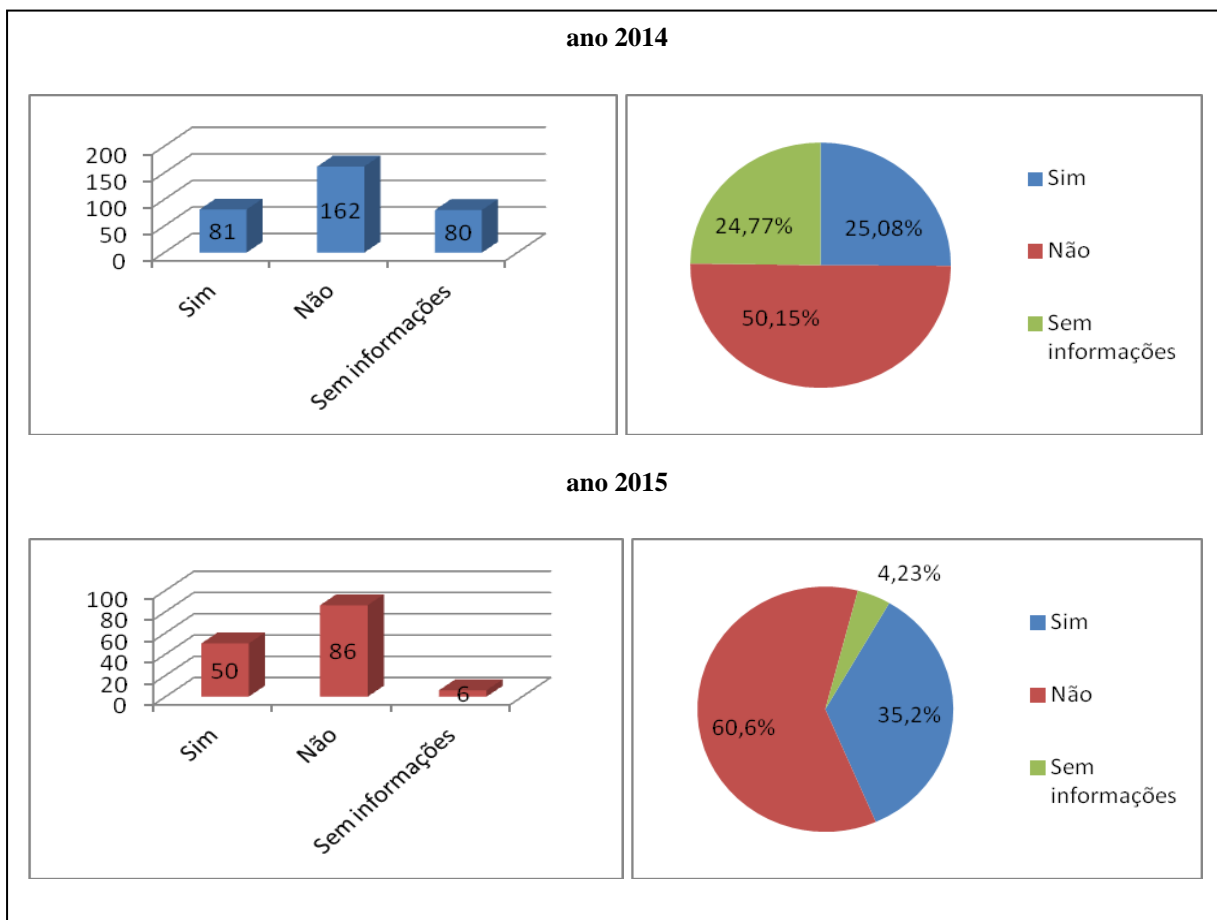 ano 2014
200
150
100
50
0
81
162
80
Sim
Não
Sem informações
24,77%
25,08%
50,15%
Sim
Não
Sem
informações
ano 2015
100
80
60
40
20
0
50
86
6
Sim
Não
Sem informações
4,23%
35,2%
60,6%
Sim
Não
Sem
informações